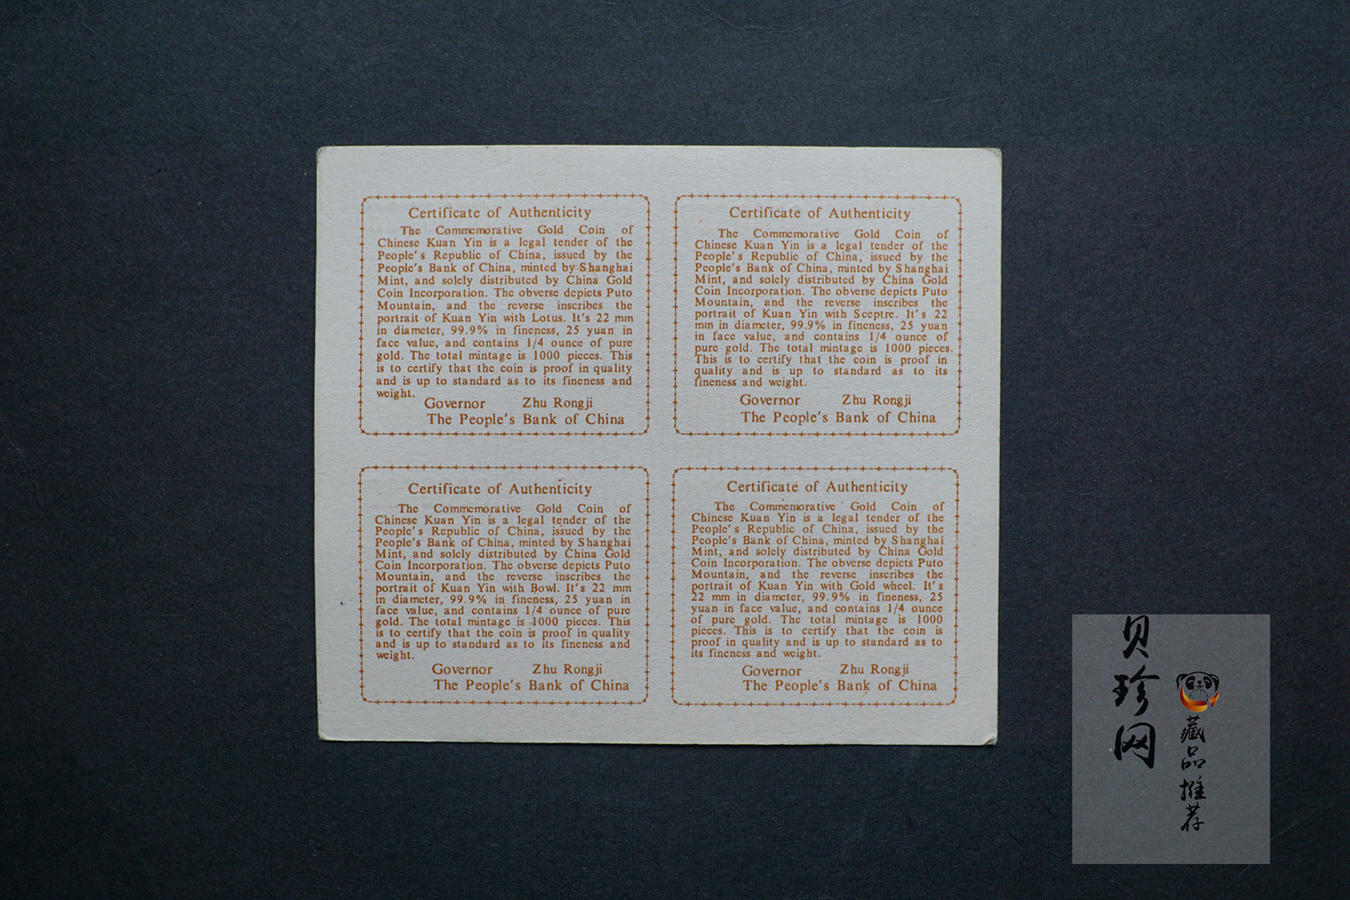 Certificate of Authenticity
The Commemorative Gold Coin of
Chinese Kuan Yin is a legal tender of the
People's Republic of China, issued by the
People's Bank of China, minted by Shanghai
Mint, and solely distributed by China Gold
Coin Incorporation. The obverse depicts Puto
Mountain, and the reverse inscribes the
portrait of Kuan Yin with Lotus. It's 22 mm
in diameter, 99.9% in fineness, 25 yuan in
face value, and contains 1/4 ounce of pure
gold. The total mintage is 1000 pieces. This
is to certify that the coin is proof in quality
and is up to standard as to its fineness and
weight.
Governor Zhu Rongji
The People's Bank of China
Certificate of Authenticity
The Commemorative Gold Coin of
Chinese Kuan Yin is a legal tender of the
People's Republic of China, issued by the
People's Bank of China, minted by Shanghai
Mint, and solely distributed by China Gold
Coin Incorporation. The obverse depicts Puto
Mountain, and the reverse inscribes the
portrait of Kuan Yin with Sceptre. It's 22
mm in diameter, 99.9% in fineness, 25 yuan
in face value, and contains 1/4 ounce of
pure gold. The total mintage is 1000 pieces.
This is to certify that the coin is proof in
quality and is up to standard as to its
fineness and weight.
Governor Zhu Rongji
The People's Bank of China
Certificate of Authenticity
The Commemorative Gold Coin of
Chinese Kuan Yin is a legal tender of the
People's Republic of China, issued by the
People's Bank of China, minted by Shanghai
Mint, and solely distributed by China Gold
Coin Incorporation. The obverse depicts Puto
Mountain, and the reverse inscribes the
portrait of Kuan Yin with Bowl. It's 22 mm
in diameter, 99.9% in fineness, 25 yuan in
face value, and contains 1/4 ounce of pure
gold. The total mintage is 1000 pieces. This
is to certify that the coin is proof in quality
and is up to standard as to its fineness and
weight.
Governor Zhu Rongji
The People's Bank of China
Certificate of Authenticity
The Commemorative Gold Coin of
Chinese Kuan Yin is a legal tender of the
People's Republic of China, issued by the
People's Bank of China, minted by Shanghai
Mint, and solely distributed by China Gold
Coin Incorporation. The obverse depicts Puto
Mountain, and the reverse inscribes the
portrait of Kuan Yin with Gold wheel. It's
22 mm in diameter, 99.9% in fineness, 25
yuan in face value, and contains 1/4 ounce
of pure gold. The total mintage is 1000
pieces. This is to certify that the coin is
proof in quality and is up to standard as to
its fineness and weight.
Governor Zhu Rongji
The People's Bank of China
贝珍网
藏品推荐